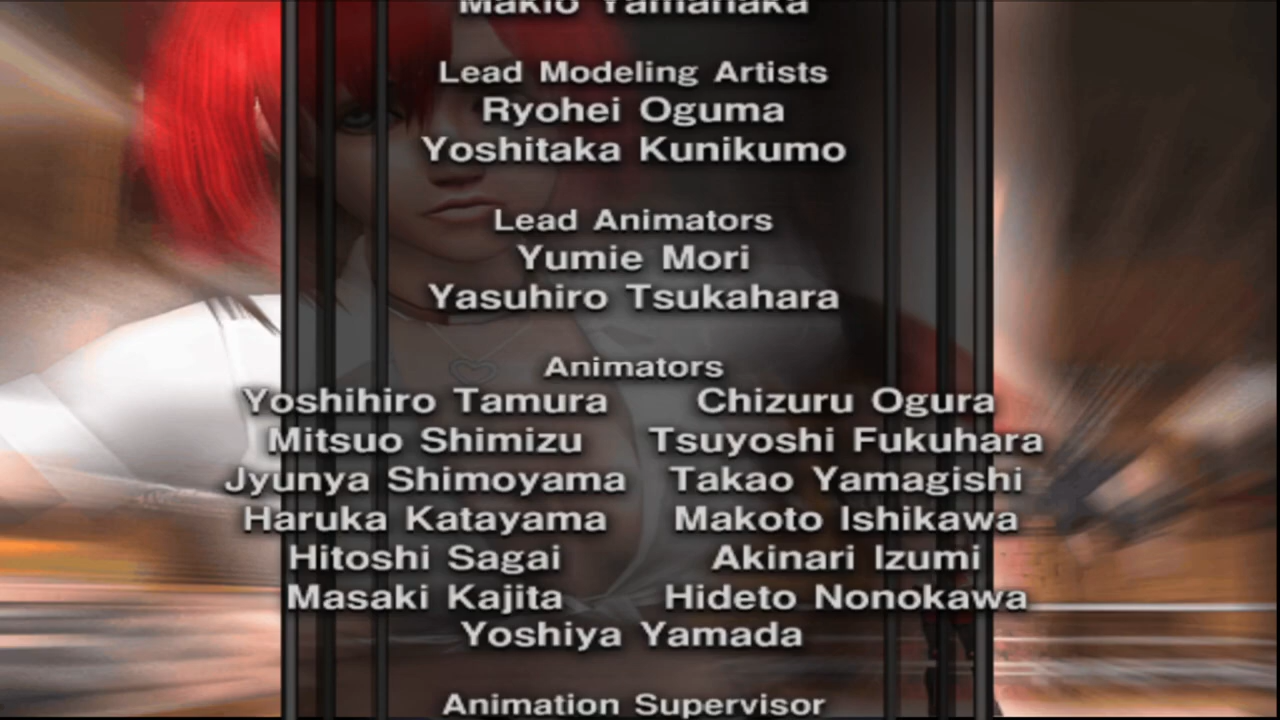 Makio Yamanaka
Lead Modeling Artists
Ryohei Oguma
Yoshitaka Kunikumo
Lead Animators
Yumie Mori
Yasuhiro Tsukahara
Animators
Yoshihiro Tamura Chizuru Ogura
Mitsuo Shimizu Tsuyoshi Fukuhara
Jyunya Shimoyama Takao Yamagishi
Haruka Katayama Makoto Ishikawa
Hitoshi Sagai Akinari Izumi
Masaki Kajita Hideto Nonokawa
Yoshiya Yamada
Animation Supervisor